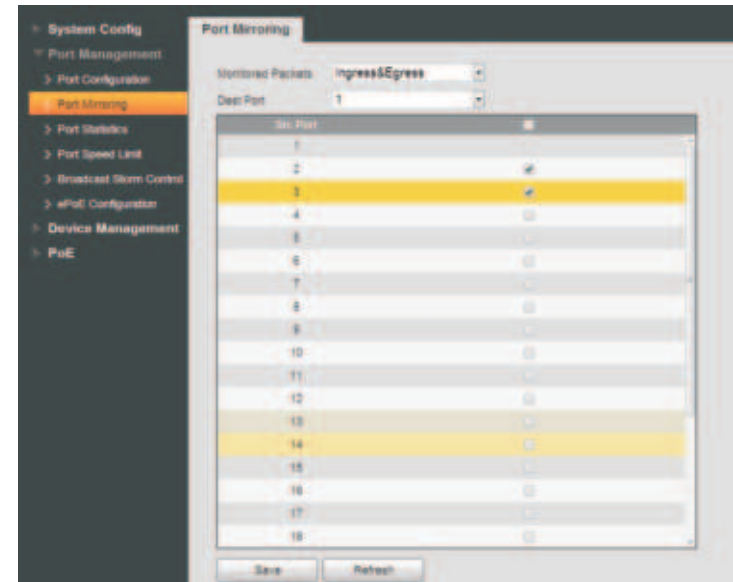 System Config
Port Management
Port Configuration
Port Mirroring
Port Statistics
Port Speed Limit
Broadcast Storm Control
ePoE Configuration
Device Management
PoE
Port Mirroring
Monitored Packets Ingress&Egress
Dest Port 1
Src. Port
1
2
3
4
5
6
7
8
9
10
11
12
13
14
15
16
17
18
Save Refresh